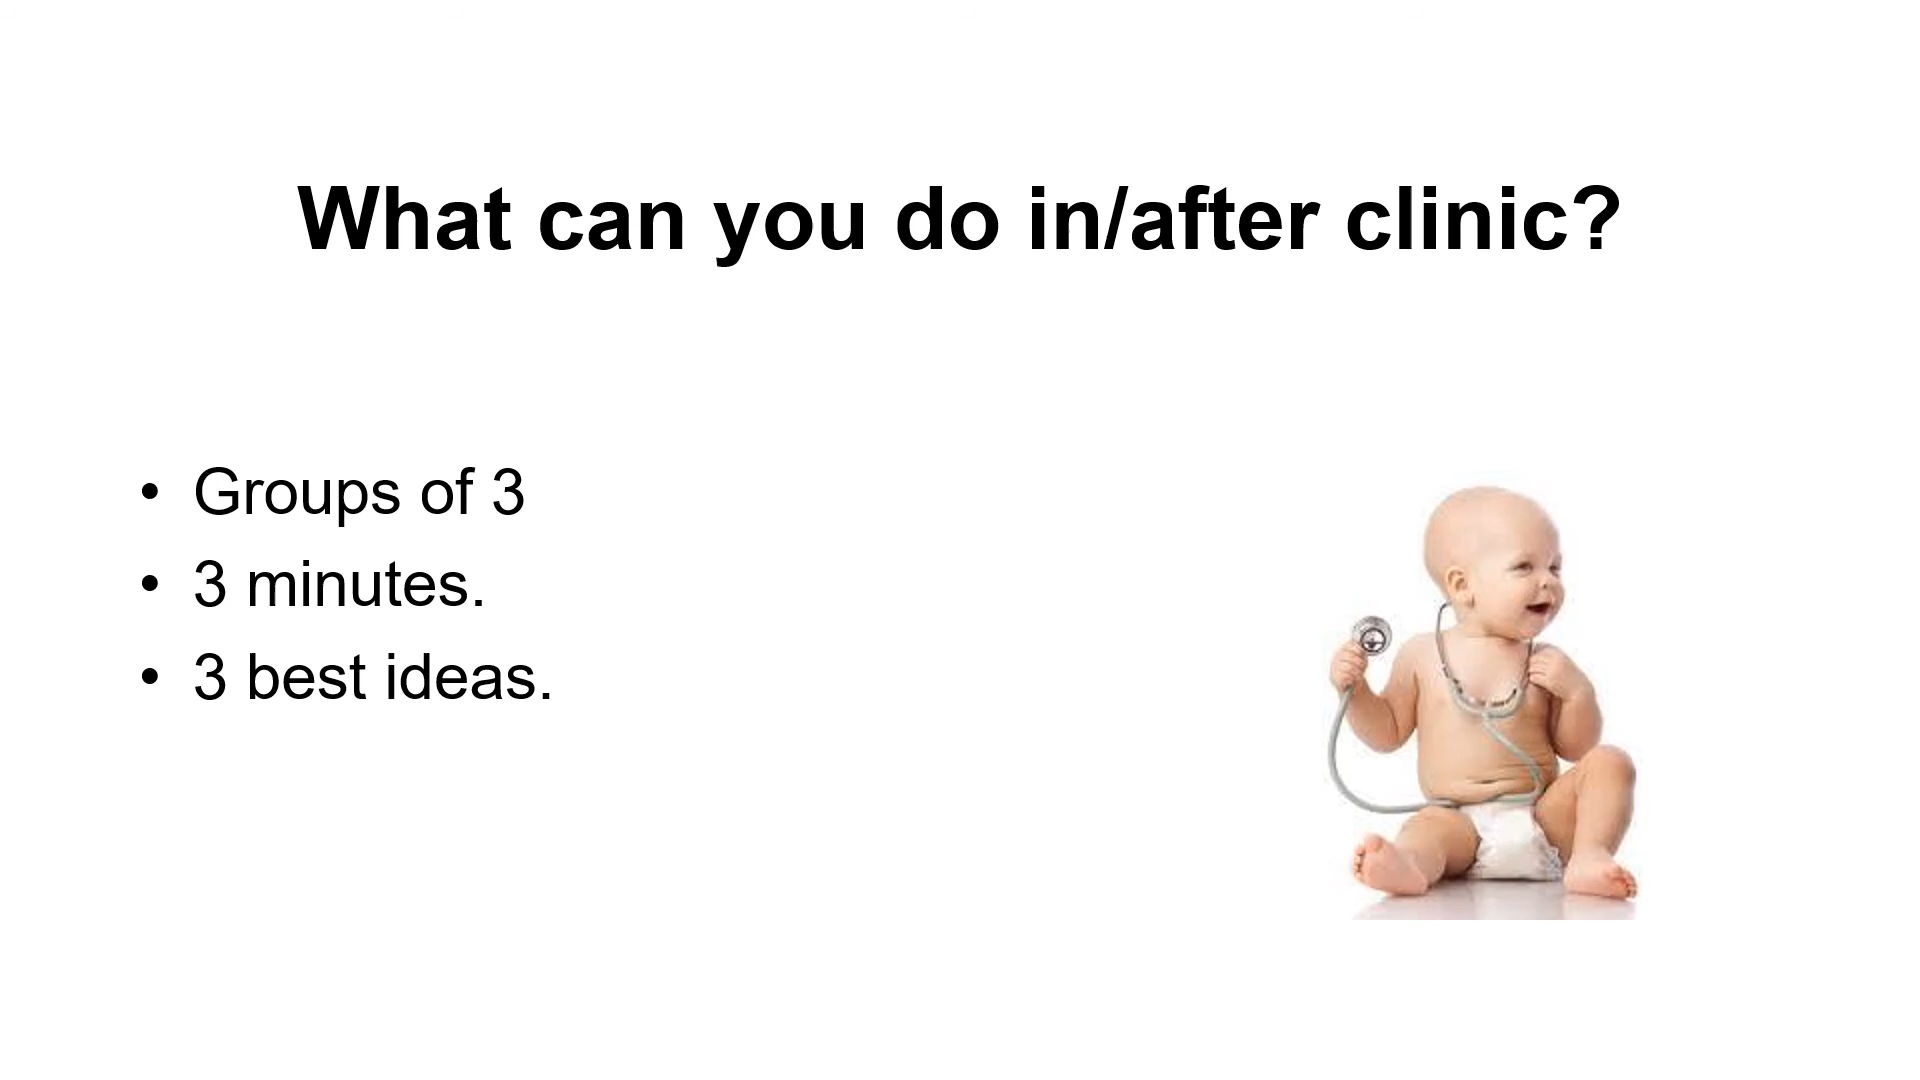 What can you do in/after clinic?
• Groups of 3
• 3 minutes.
• 3 best ideas.